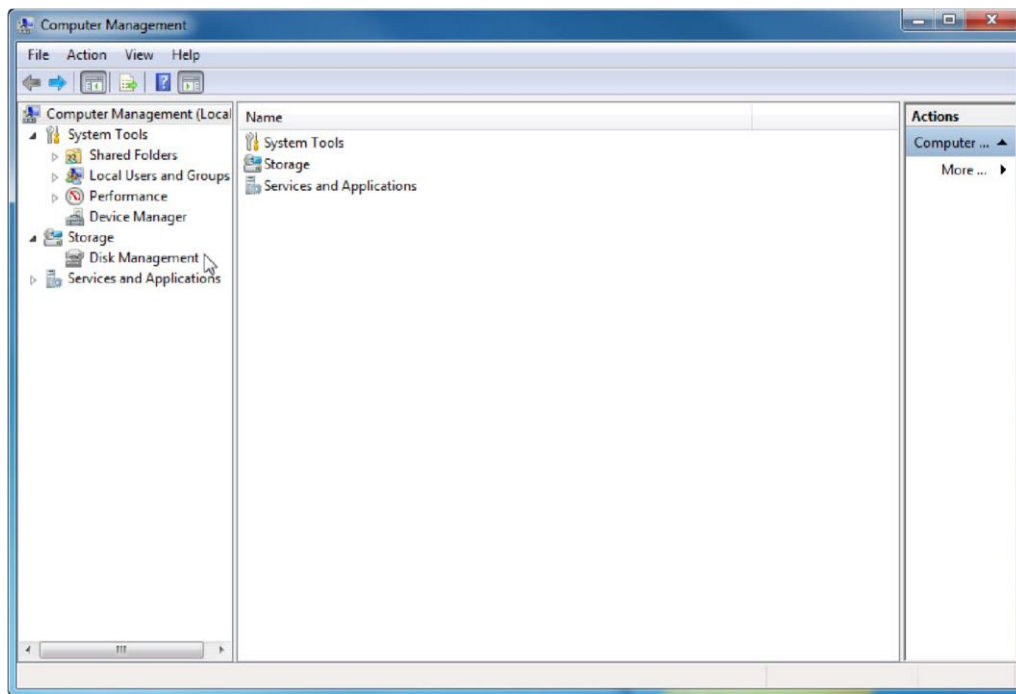 Computer Management
File Action View Help
Computer Management (Local
System Tools
Shared Folders
Local Users and Groups
Performance
Device Manager
Storage
Disk Management
Services and Applications
Name
System Tools
Storage
Services and Applications
Actions
Computer ...
More ...